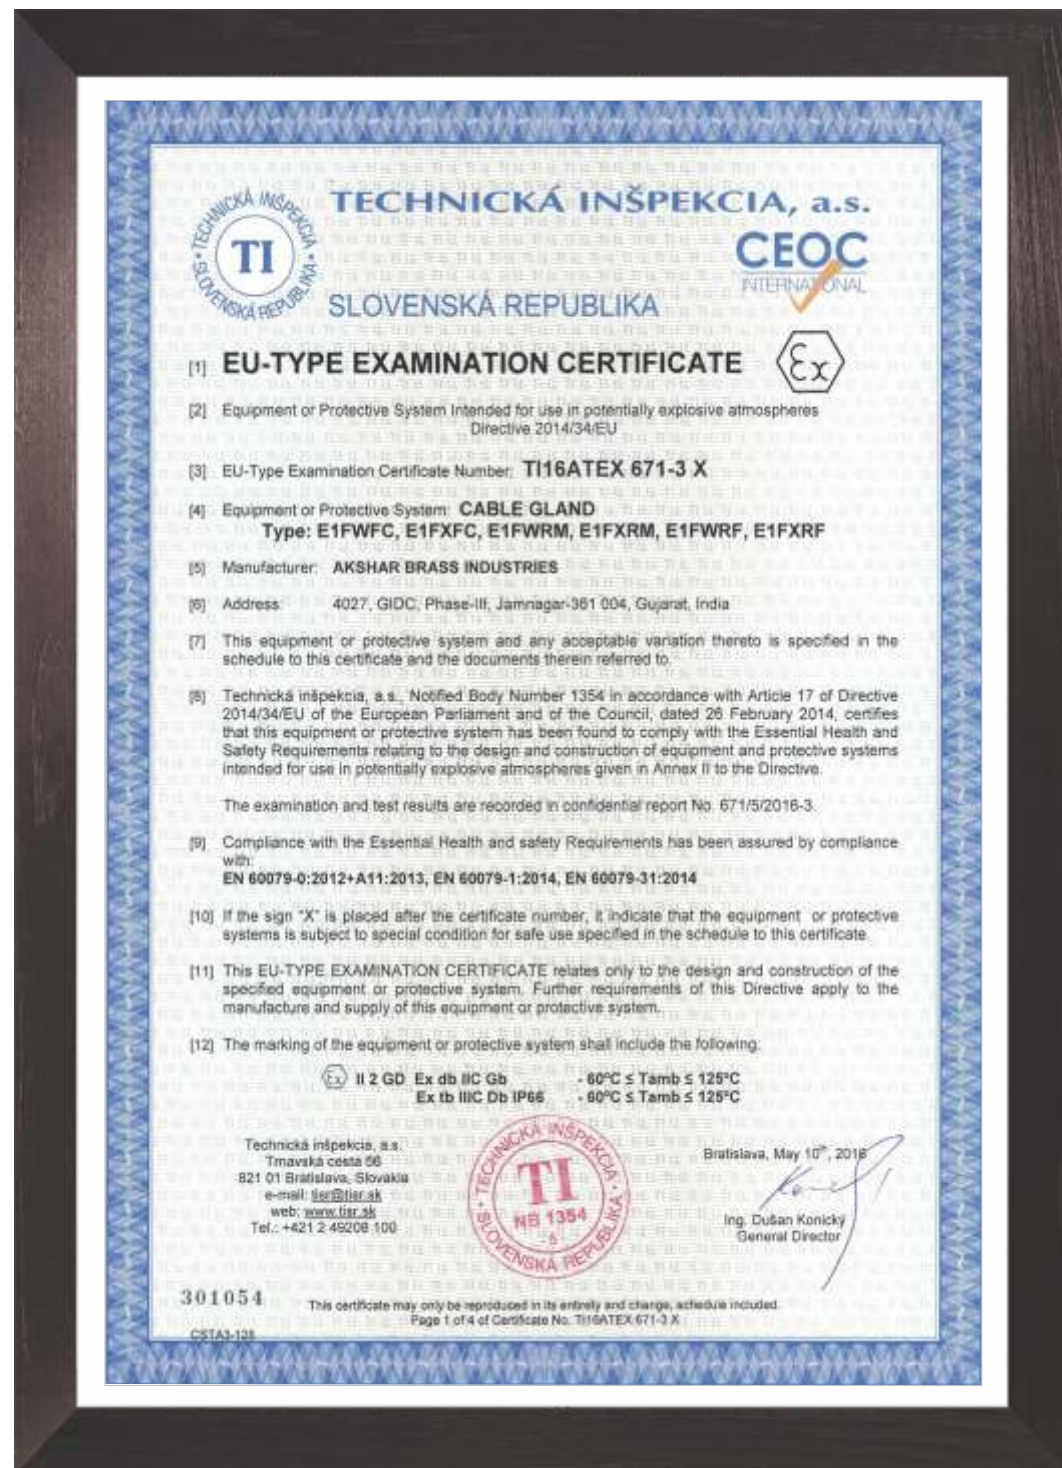 TECHNICKÁ INŠPEKCIA, a.s.
TECHNICKÁ INŠPEKCIA • SLOVENSKÁ REPUBLIKA •
TI
CEOC
INTERNATIONAL
SLOVENSKÁ REPUBLIKA
[1] EU-TYPE EXAMINATION CERTIFICATE
Ex
[2] Equipment or Protective System Intended for use in potentially explosive atmospheres
Directive 2014/34/EU
[3] EU-Type Examination Certificate Number: TI16ATEX 671-3 X
[4] Equipment or Protective System: CABLE GLAND
Type: E1FWFC, E1FXFC, E1FWRM, E1FXRM, E1FWRF, E1FXRF
[5] Manufacturer: AKSHAR BRASS INDUSTRIES
[6] Address: 4027, GIDC, Phase-III, Jamnagar-361 004, Gujarat, India
[7] This equipment or protective system and any acceptable variation thereto is specified in the
schedule to this certificate and the documents therein referred to.
[8] Technická inšpekcia, a.s., Notified Body Number 1354 in accordance with Article 17 of Directive
2014/34/EU of the European Parliament and of the Council, dated 26 February 2014, certifies
that this equipment or protective system has been found to comply with the Essential Health and
Safety Requirements relating to the design and construction of equipment and protective systems
intended for use in potentially explosive atmospheres given in Annex II to the Directive.
The examination and test results are recorded in confidential report No. 671/5/2016-3.
[9] Compliance with the Essential Health and safety Requirements has been assured by compliance
with:
EN 60079-0:2012+A11:2013, EN 60079-1:2014, EN 60079-31:2014
[10] If the sign "X" is placed after the certificate number, it indicate that the equipment or protective
systems is subject to special condition for safe use specified in the schedule to this certificate.
[11] This EU-TYPE EXAMINATION CERTIFICATE relates only to the design and construction of the
specified equipment or protective system. Further requirements of this Directive apply to the
manufacture and supply of this equipment or protective system.
[12] The marking of the equipment or protective system shall include the following:
Ex II 2 GD Ex db IIC Gb - 60°C ≤ Tamb ≤ 125°C
Ex tb IIIC Db IP66 - 60°C ≤ Tamb ≤ 125°C
Technická inšpekcia, a.s.
Trnavská cesta 56
821 01 Bratislava, Slovakia
e-mail: tisr@tisr.sk
web: www.tisr.sk
Tel.: +421 2 49208 100
TECHNICKÁ INŠPEKCIA • SLOVENSKÁ REPUBLIKA •
TI
NB 1354
- 5 -
Bratislava, May 10th, 2016
Ing. Dušan Konický
General Director
301054
This certificate may only be reproduced in its entirely and change, schedule included.
Page 1 of 4 of Certificate No. TI16ATEX 671-3 X
CSTA3-128